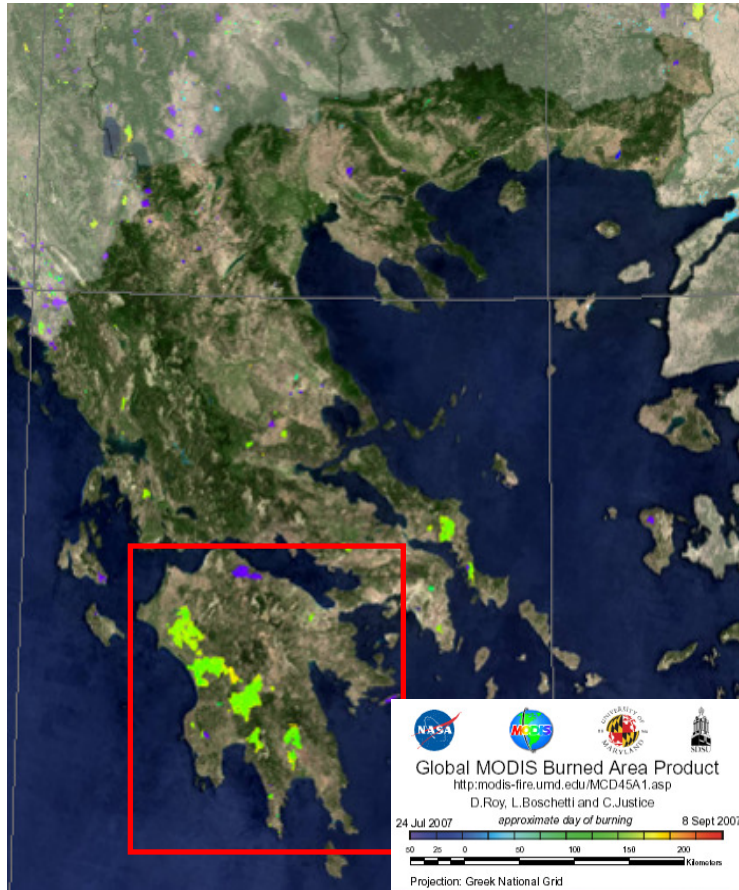 NASA
MODIS
UNIVERSITY OF
18 56
MARYLAND
SDSU
Global MODIS Burned Area Product
http:modis-fire.umd.edu/MCD45A1.asp
D.Roy, L.Boschetti and C.Justice
24 Jul 2007 approximate day of burning 8 Sept 2007
50 25 0 50 100 150 200
Kilometers
Projection: Greek National Grid